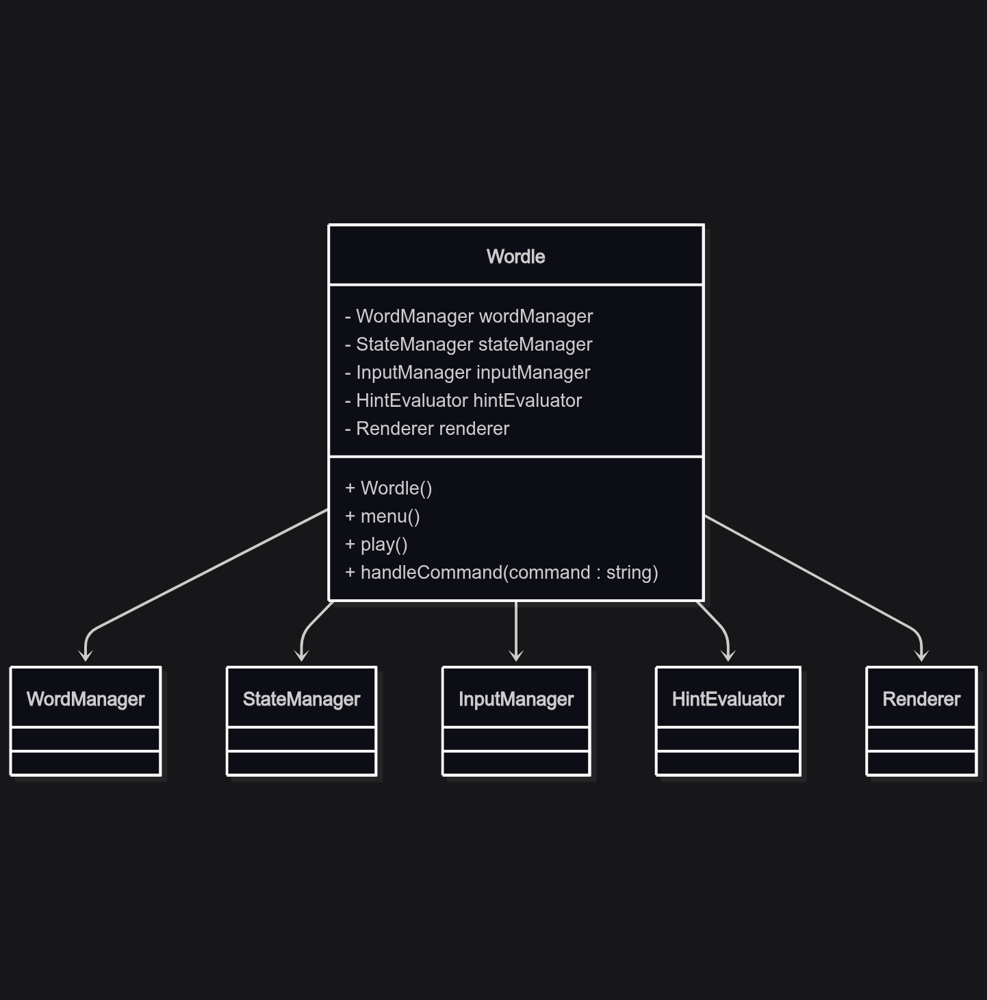 Wordle
- WordManager wordManager
- StateManager stateManager
- InputManager inputManager
- HintEvaluator hintEvaluator
- Renderer renderer
+ Wordle()
+ menu()
+ play()
+ handleCommand(command : string)
WordManager
StateManager
InputManager
HintEvaluator
Renderer